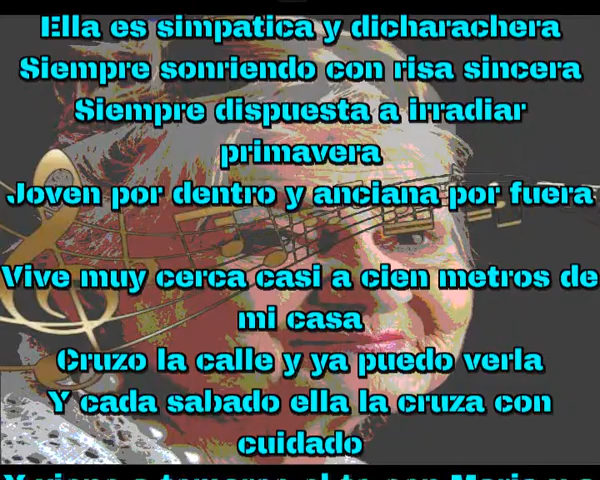 Ella es simpatica y dicharachera
Siempre sonriendo con risa sincera
Siempre dispuesta a irradiar
primavera
Joven por dentro y anciana por fuera
Vive muy cerca casi a cien metros de
mi casa
Cruzo la calle y ya puedo verla
Y cada sabado ella la cruza con
cuidado